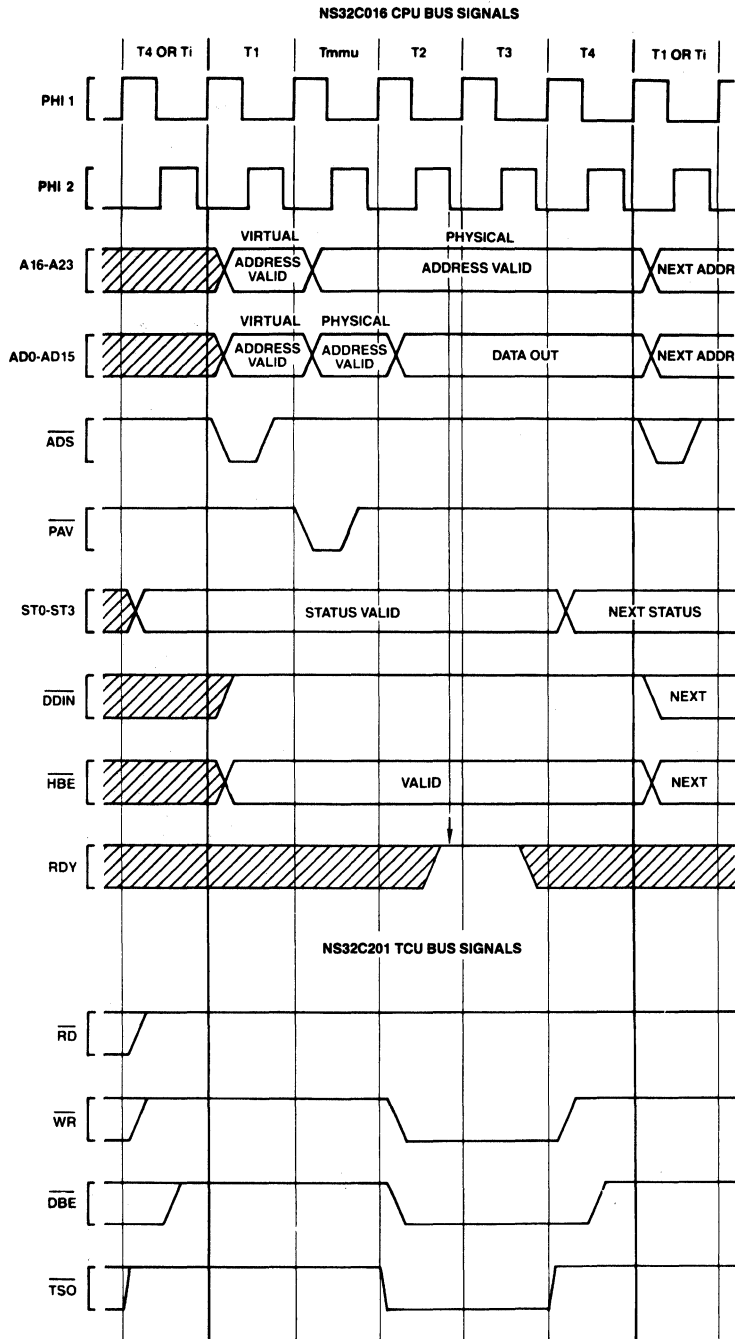 NS32C016 CPU BUS SIGNALS
T4 OR Ti T1 Tmmu T2 T3 T4 T1 OR Ti
PHI 1
PHI 2
VIRTUAL PHYSICAL
A16-A23 ADDRESS VALID ADDRESS VALID NEXT ADDR
VIRTUAL PHYSICAL
AD0-AD15 ADDRESS VALID ADDRESS VALID DATA OUT NEXT ADDR
ADS
PAV
ST0-ST3 STATUS VALID NEXT STATUS
DDIN NEXT
HBE VALID NEXT
RDY
NS32C201 TCU BUS SIGNALS
RD
WR
DBE
TSO